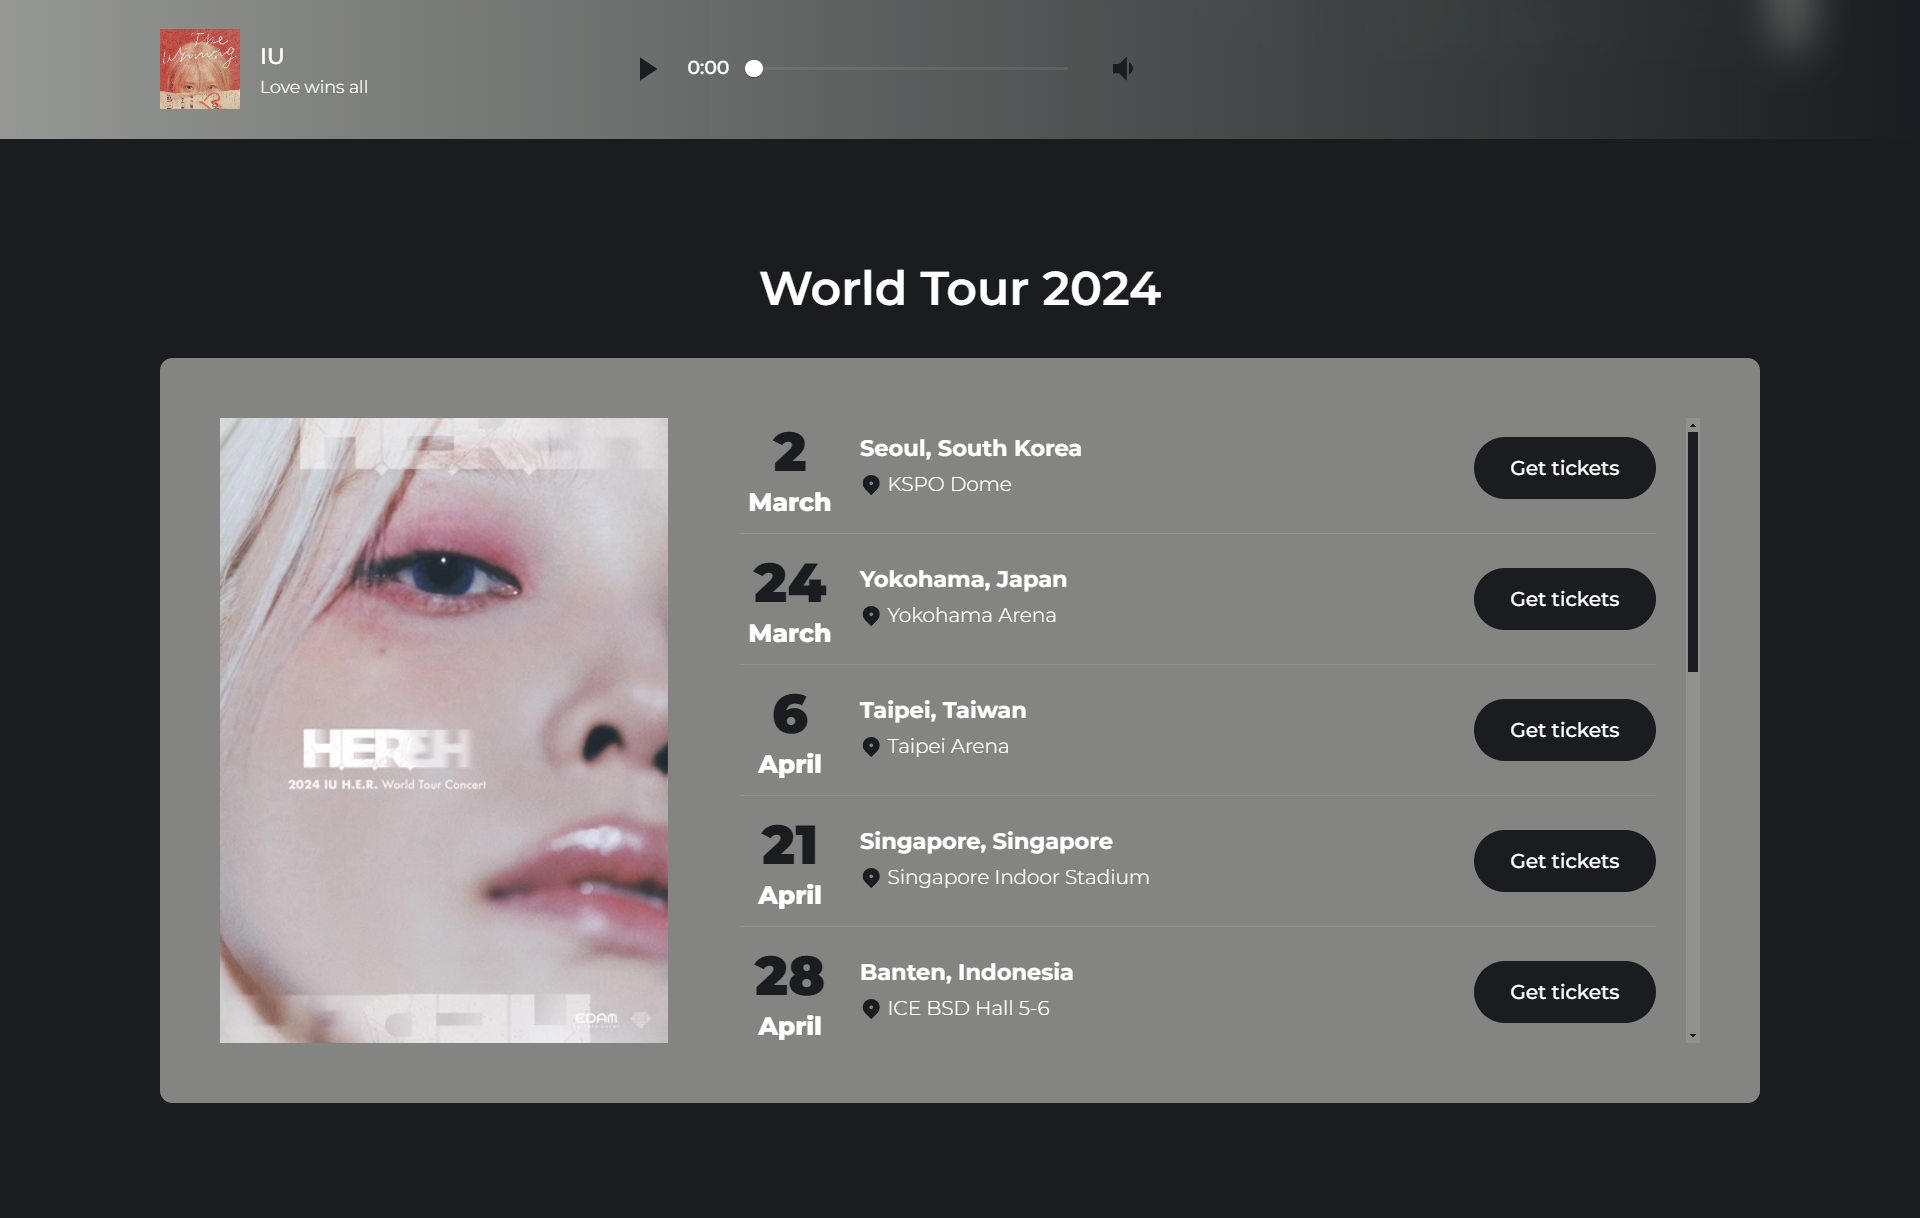 The
Winning
IU
Love wins all
0:00
World Tour 2024
HEREH
2024 IU H.E.R. World Tour Concert
EDAM
2
March
Seoul, South Korea
KSPO Dome
Get tickets
24
March
Yokohama, Japan
Yokohama Arena
Get tickets
6
April
Taipei, Taiwan
Taipei Arena
Get tickets
21
April
Singapore, Singapore
Singapore Indoor Stadium
Get tickets
28
April
Banten, Indonesia
ICE BSD Hall 5-6
Get tickets